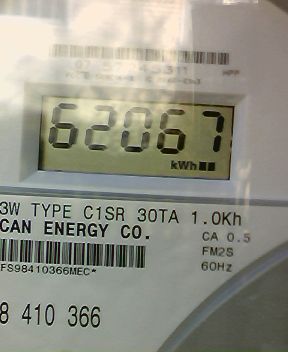 62067
kWh
3W TYPE C1SR 30TA 1.0Kh
CAN ENERGY CO.
CA 0.5
FM2S
60Hz
FS98410366MEC*
8 410 366